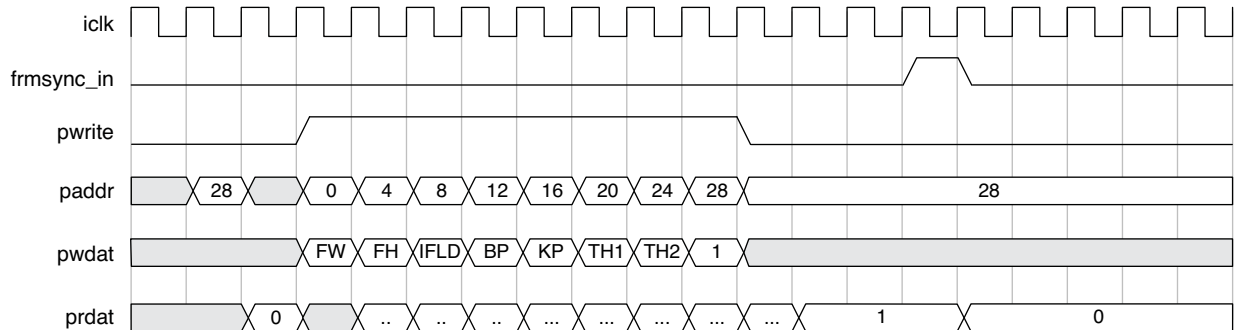 iclk
frmsync_in
pwrite
paddr 28 0 4 8 12 16 20 24 28 28
pwdat FW FH IFLD BP KP TH1 TH2 1
prdat 0 .. .. .. ... ... ... ... ... 1 0